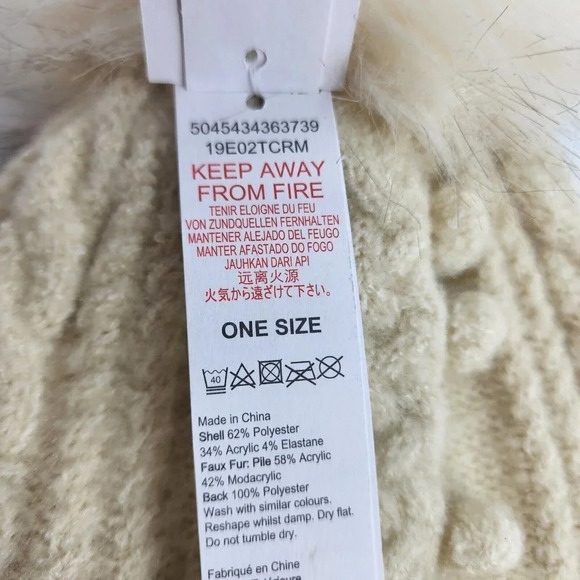 5045434363739
19E02TCRM
KEEP AWAY
FROM FIRE
TENIR ELOIGNE DU FEU
VON ZUNDQUELLEN FERNHALTEN
MANTENER ALEJADO DEL FEUGO
MANTER AFASTADO DO FOGO
JAUHKAN DARI API
远离火源
火気から遠ざけて下さい。
ONE SIZE
40
Made in China
Shell 62% Polyester
34% Acrylic 4% Elastane
Faux Fur: Pile 58% Acrylic
42% Modacrylic
Back 100% Polyester
Wash with similar colours.
Reshape whilst damp. Dry flat.
Do not tumble dry.
Fabriqué en Chine